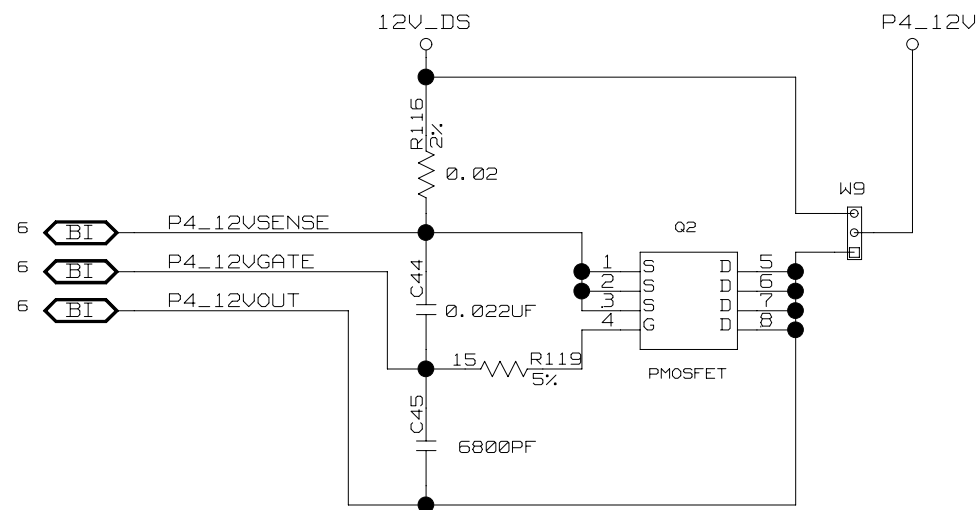 12V_DS
P4_12V
R116
2%
0.02
W9
6 BI P4_12VSENSE
Q2
6 BI P4_12VGATE
6 BI P4_12VOUT
C44
0.022UF
1 S D 5
2 S D 6
3 S D 7
4 G D 8
15 R119
5%
PMOSFET
C45
6800PF